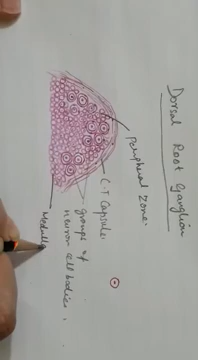 Dorsal Root Ganglion
Peripheral Zone.
C.T Capsule.
groups of
neuron cell bodies.
Medulla